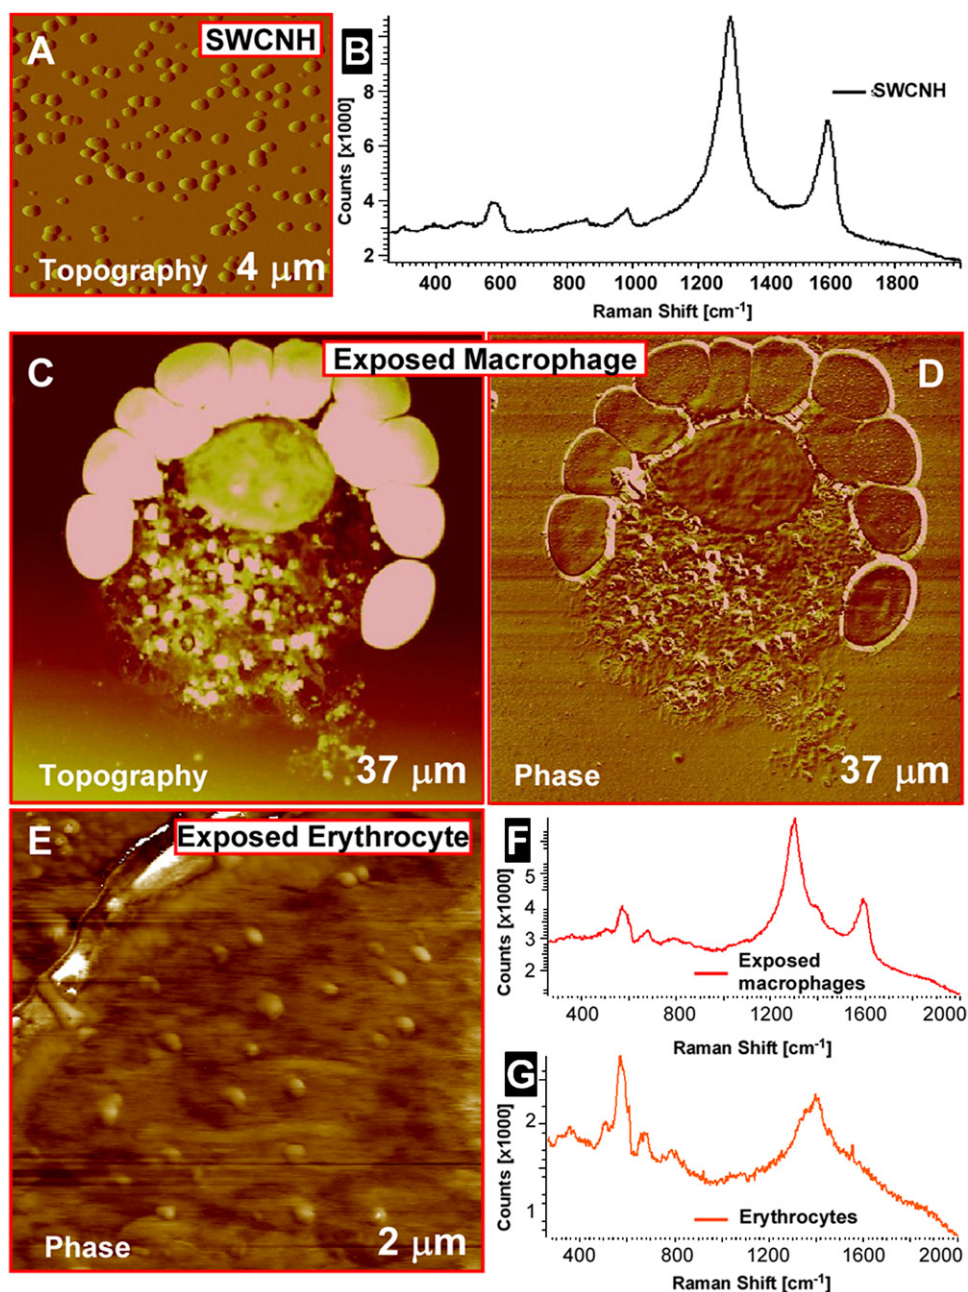 A
SWCNH
Topography 4 µm
B
SWCNH
Counts [x1000]
8
6
4
2
400 600 800 1000 1200 1400 1600 1800
Raman Shift [cm-1]
C
Exposed Macrophage
D
Topography 37 µm
Phase 37 µm
E
Exposed Erythrocyte
Phase 2 µm
F
Counts [x1000]
5
4
3
2
Exposed
macrophages
400 800 1200 1600 2000
Raman Shift [cm-1]
G
Counts [x1000]
2
1
Erythrocytes
400 800 1200 1600 2000
Raman Shift [cm-1]